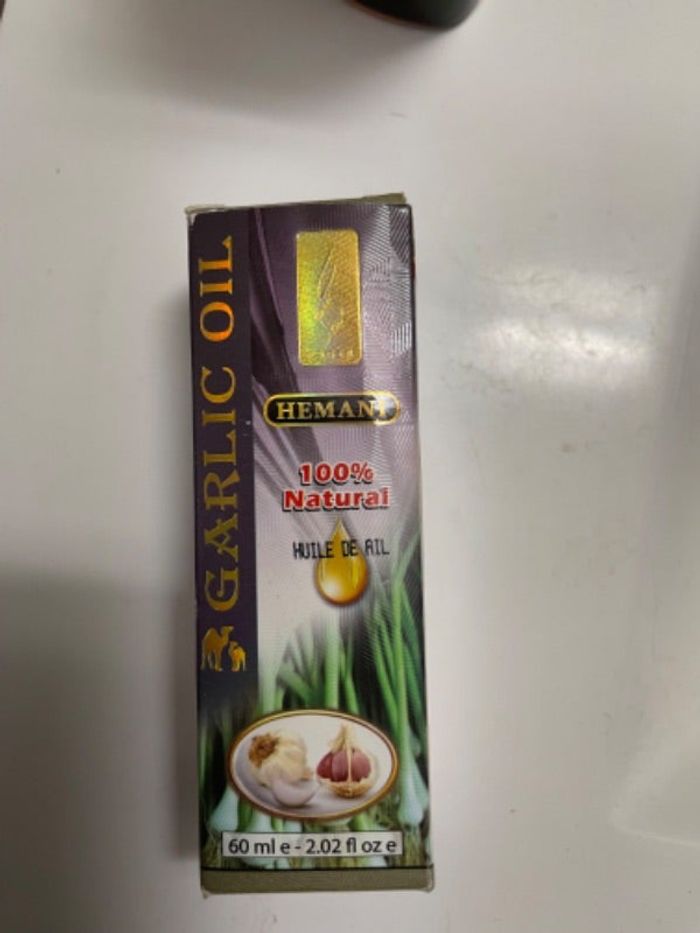 GARLIC OIL
HEMANI
100%
Natural
HUILE DE AIL
60 ml e - 2.02 fl oz e